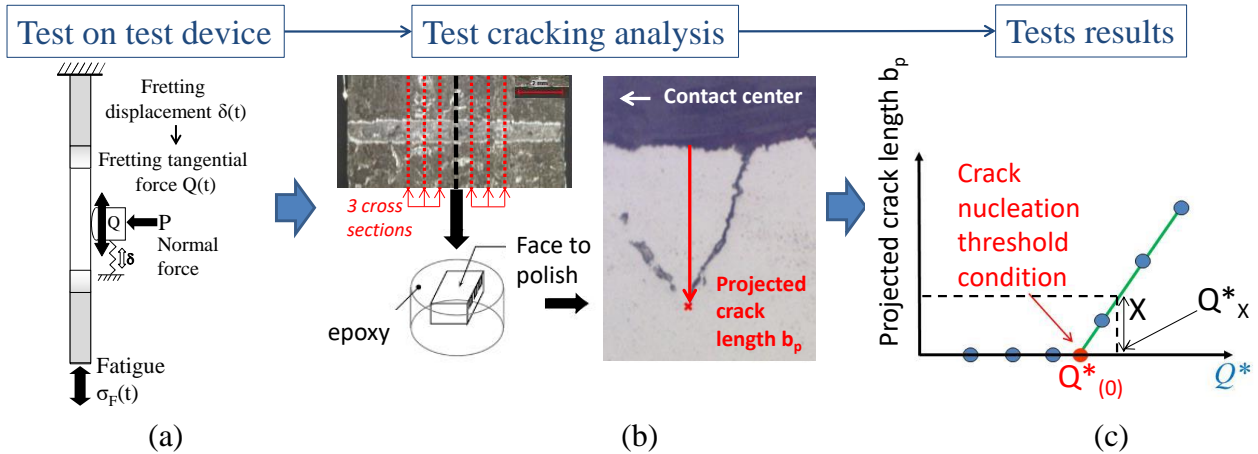 Test on test device
Test cracking analysis
Tests results
Fretting
displacement δ(t)
Fretting tangential
force Q(t)
Q
P
Normal
force
δ
Fatigue
σF(t)
(a)
2 mm
3 cross
sections
Face to
polish
epoxy
Contact center
Projected
crack
length bp
(b)
Projected crack length bp
Crack
nucleation
threshold
condition
X
Q*X
Q*(0)
Q*
(c)